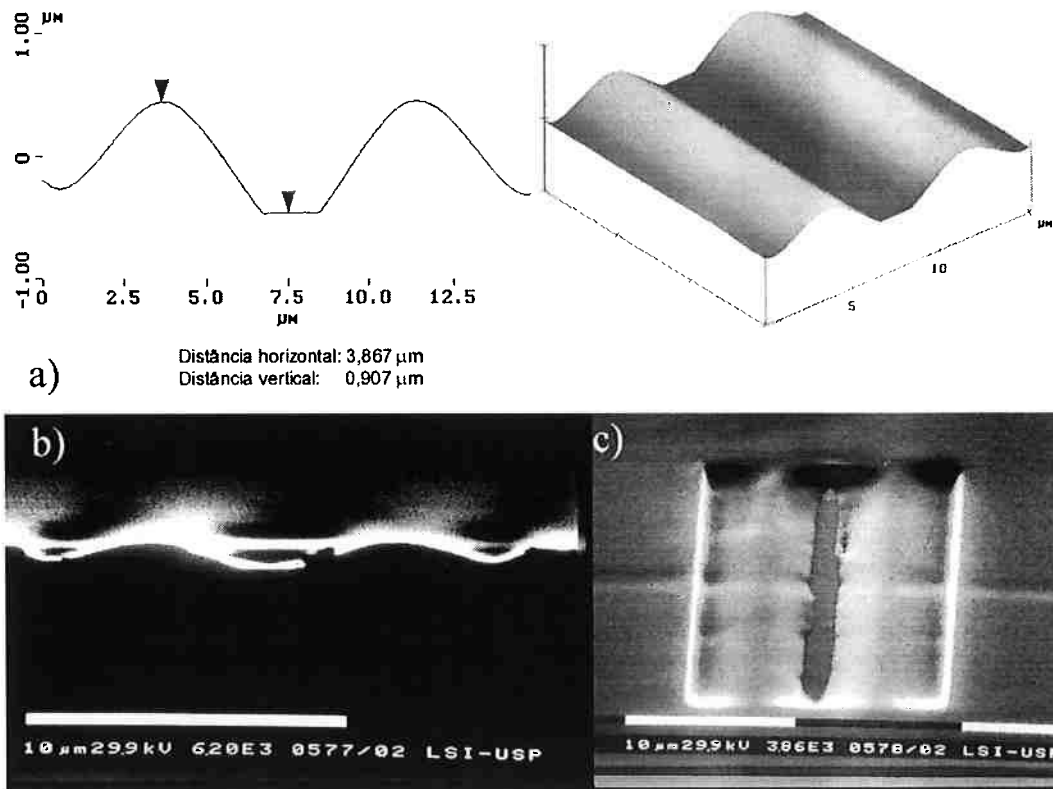 μM
1.00
0
-1.00
0 2.5 5.0 7.5 10.0 12.5
μM
μM
10
5
Distância horizontal: 3,867 μm
Distância vertical: 0,907 μm
a)
b)
c)
10 μm 29,9 kV 6,20E3 0577/02 LSI-USP
10 μm 29,9 kV 3,86E3 0578/02 LSI-USP